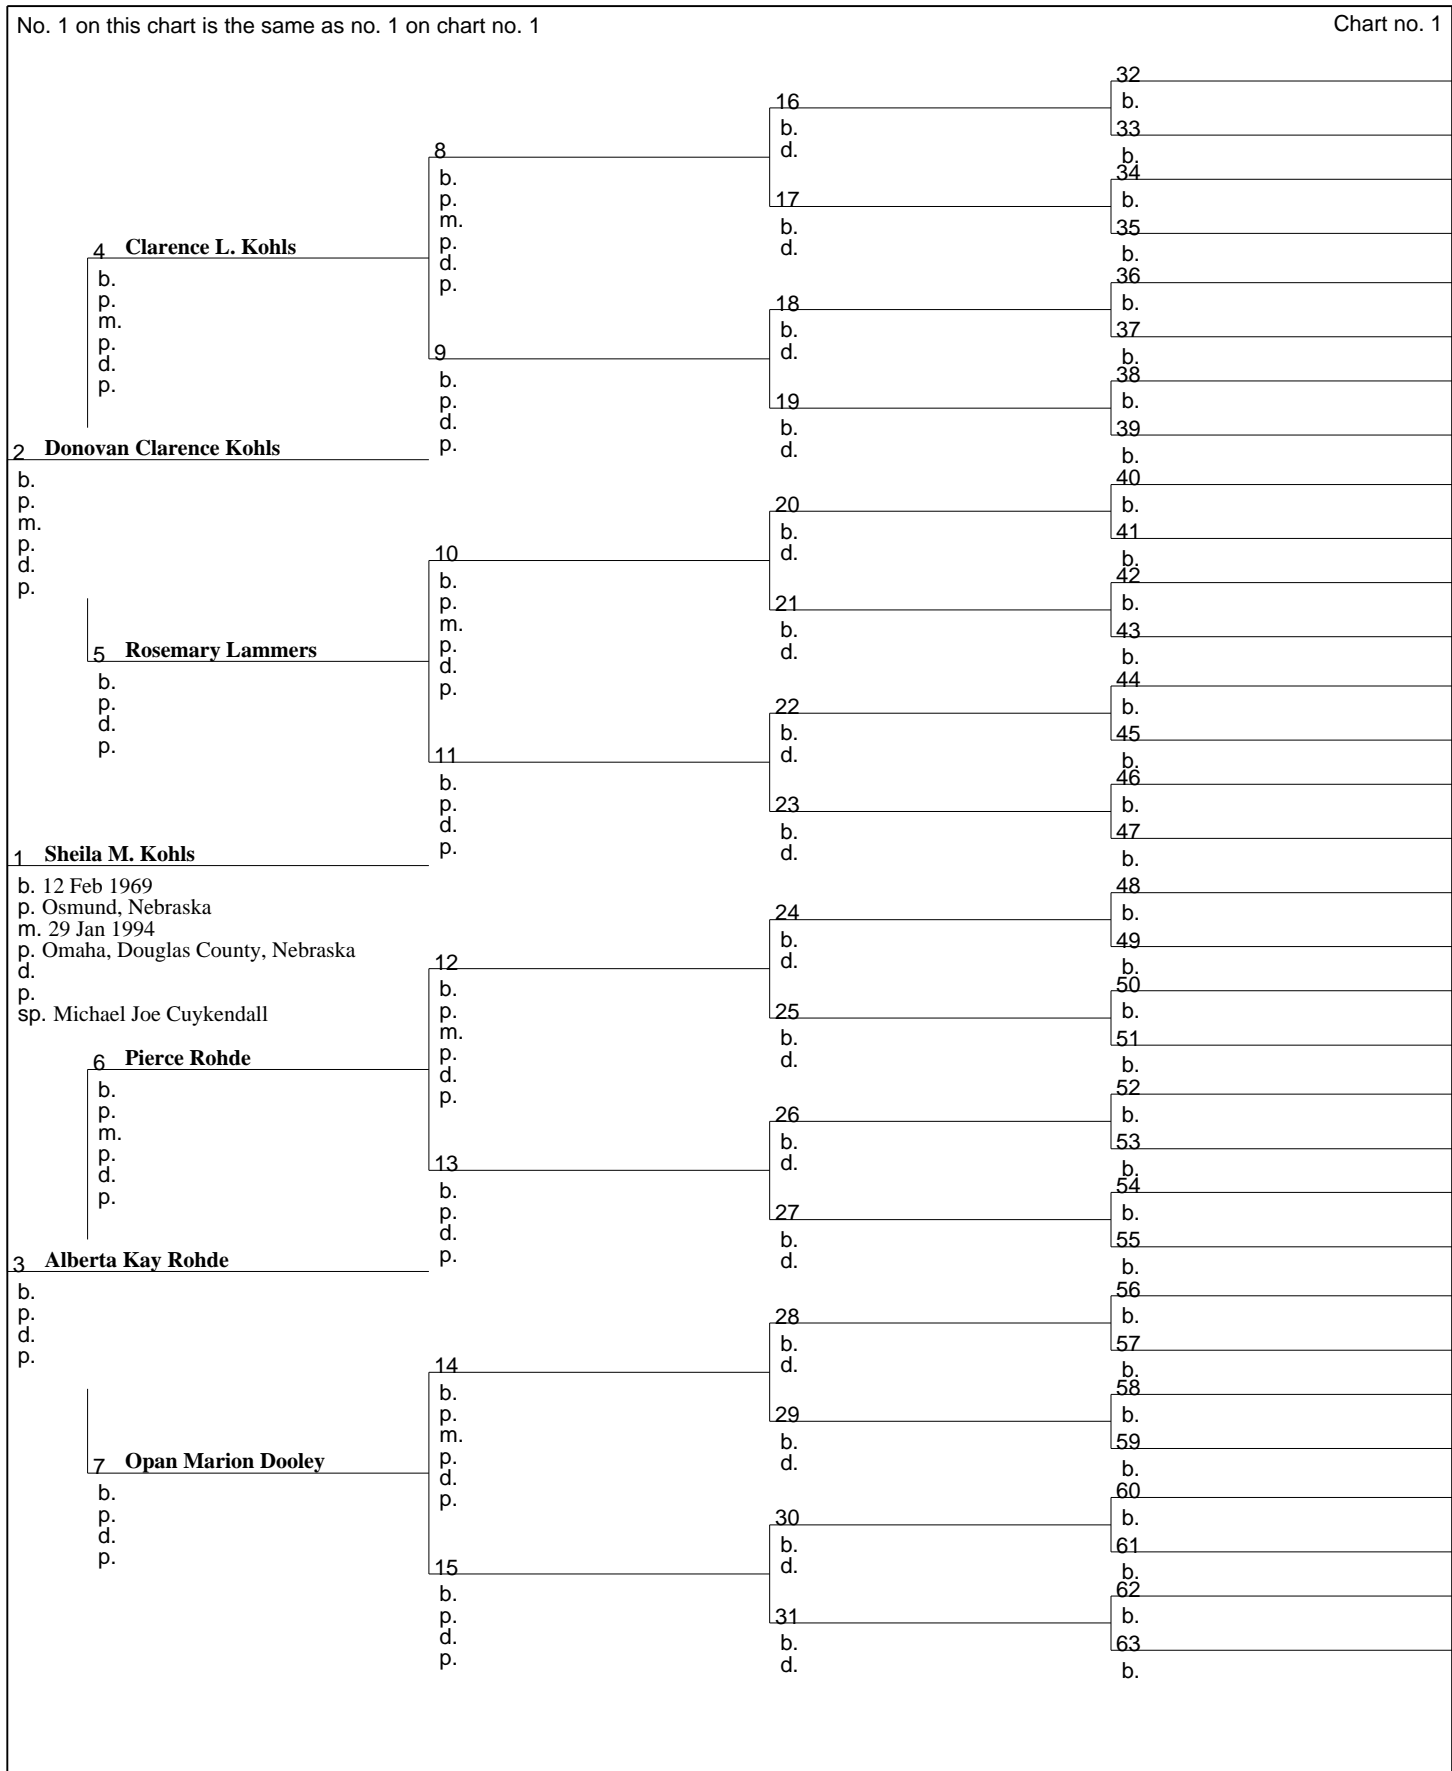 No. 1 on this chart is the same as no. 1 on chart no. 1
Chart no. 1
2 Donovan Clarence Kohls
b.
p.
m.
p.
d.
p.
1 Sheila M. Kohls
b. 12 Feb 1969
p. Osmund, Nebraska
m. 29 Jan 1994
p. Omaha, Douglas County, Nebraska
d.
p.
sp. Michael Joe Cuykendall
3 Alberta Kay Rohde
b.
p.
d.
p.
4 Clarence L. Kohls
b.
p.
m.
p.
d.
p.
5 Rosemary Lammers
b.
p.
d.
p.
6 Pierce Rohde
b.
p.
m.
p.
d.
p.
7 Opan Marion Dooley
b.
p.
d.
p.
8
b.
p.
m.
p.
d.
p.
9
b.
p.
d.
p.
10
b.
p.
m.
p.
d.
p.
11
b.
p.
d.
p.
12
b.
p.
m.
p.
d.
p.
13
b.
p.
d.
p.
14
b.
p.
m.
p.
d.
p.
15
b.
p.
d.
p.
16
b.
d.
17
b.
d.
18
b.
d.
19
b.
d.
20
b.
d.
21
b.
d.
22
b.
d.
23
b.
d.
24
b.
d.
25
b.
d.
26
b.
d.
27
b.
d.
28
b.
d.
29
b.
d.
30
b.
d.
31
b.
d.
32
b.
33
b.
34
b.
35
b.
36
b.
37
b.
38
b.
39
b.
40
b.
41
b.
42
b.
43
b.
44
b.
45
b.
46
b.
47
b.
48
b.
49
b.
50
b.
51
b.
52
b.
53
b.
54
b.
55
b.
56
b.
57
b.
58
b.
59
b.
60
b.
61
b.
62
b.
63
b.